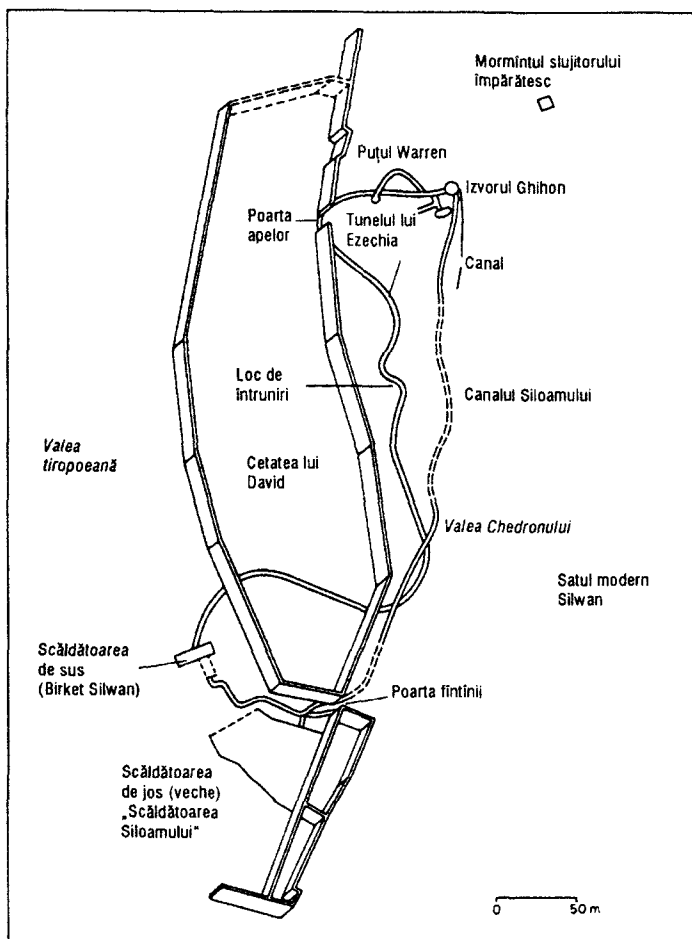 Mormîntul slujitorului
împărătesc
Puțul Warren
Izvorul Ghihon
Poarta
apelor
Tunelul lui
Ezechia
Canal
Loc de
întruniri
Canalul Siloamului
Valea
tiropoeană
Cetatea lui
David
Valea Chedronului
Satul modern
Silwan
Scăldătoarea
de sus
(Birket Silwan)
Poarta fîntînii
Scăldătoarea
de jos (veche)
„Scăldătoarea
Siloamului“
0 50 m